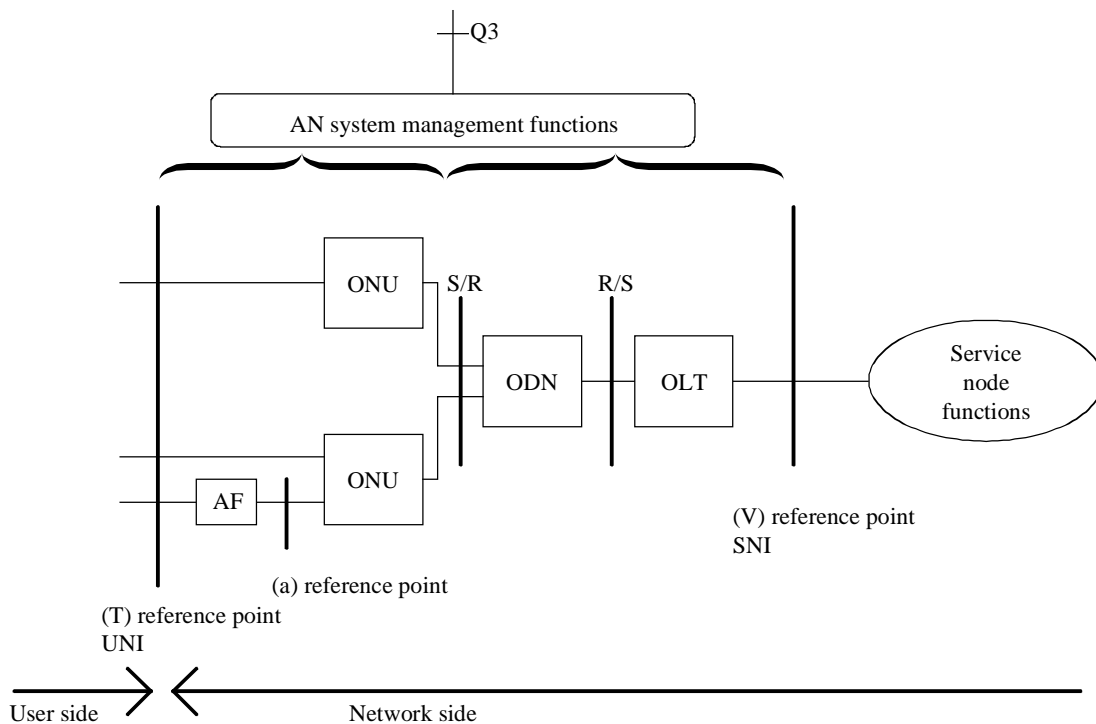 Q3
AN system management functions
ONU
S/R
R/S
ODN
OLT
Service
node
functions
ONU
AF
(V) reference point
SNI
(a) reference point
(T) reference point
UNI
User side
Network side